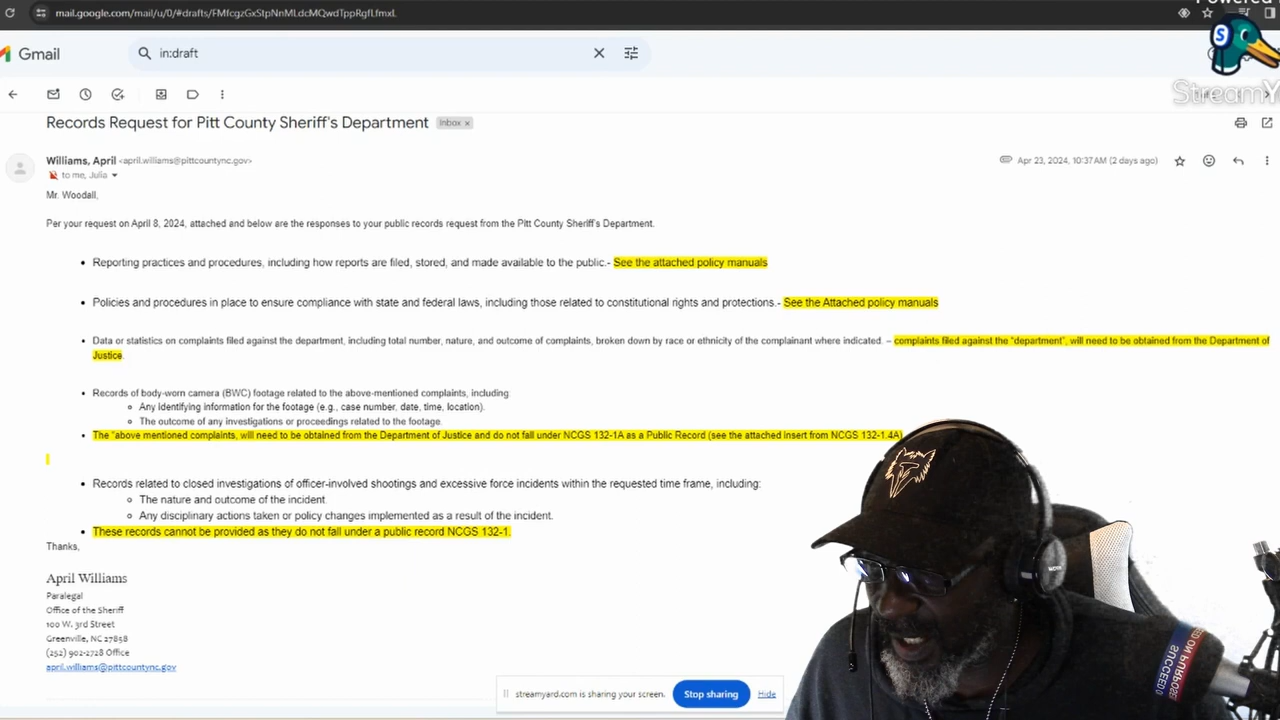 mail.google.com/mail/u/0/#drafts/FMfcgzGxStpNnMLdcMQwdTppRgfLfmxL
Powered
Gmail
in:draft
S
StreamY
Records Request for Pitt County Sheriff's Department Inbox x
Williams, April <april.williams@pittcountync.gov>
Apr 23, 2024, 10:37 AM (2 days ago)
to me, Julia
Mr. Woodall,
Per your request on April 8, 2024, attached and below are the responses to your public records request from the Pitt County Sheriff's Department.
• Reporting practices and procedures, including how reports are filed, stored, and made available to the public.- See the attached policy manuals
• Policies and procedures in place to ensure compliance with state and federal laws, including those related to constitutional rights and protections.- See the Attached policy manuals
• Data or statistics on complaints filed against the department, including total number, nature, and outcome of complaints, broken down by race or ethnicity of the complainant where indicated. – complaints filed against the "department", will need to be obtained from the Department of
Justice.
• Records of body-worn camera (BWC) footage related to the above-mentioned complaints, including:
o Any identifying information for the footage (e.g., case number, date, time, location).
o The outcome of any investigations or proceedings related to the footage.
• The "above mentioned complaints, will need to be obtained from the Department of Justice and do not fall under NCGS 132-1A as a Public Record (see the attached insert from NCGS 132-1.4A)
• Records related to closed investigations of officer-involved shootings and excessive force incidents within the requested time frame, including:
o The nature and outcome of the incident.
o Any disciplinary actions taken or policy changes implemented as a result of the incident.
• These records cannot be provided as they do not fall under a public record NCGS 132-1.
Thanks,
April Williams
Paralegal
Office of the Sheriff
100 W. 3rd Street
Greenville, NC 27858
(252) 902-2728 Office
april.williams@pittcountync.gov
ON PURPOSE
SUCCEED
streamyard.com is sharing your screen.
Stop sharing
Hide